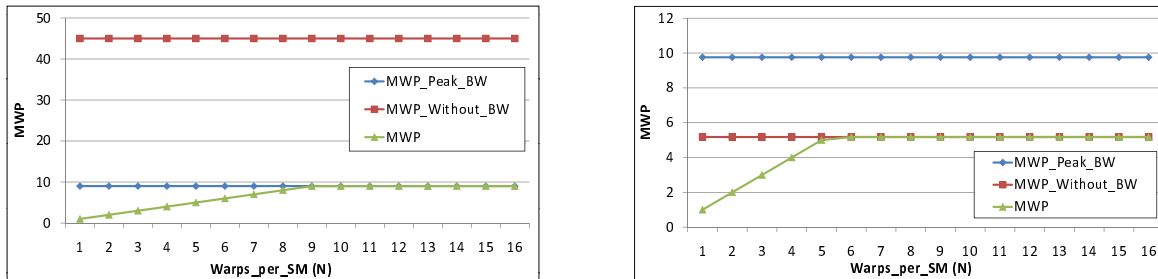 50
40
30
20
10
0
MWP
MWP_Peak_BW
MWP_Without_BW
MWP
1 2 3 4 5 6 7 8 9 10 11 12 13 14 15 16
Warps_per_SM (N)
12
10
8
6
4
2
0
MWP
MWP_Peak_BW
MWP_Without_BW
MWP
1 2 3 4 5 6 7 8 9 10 11 12 13 14 15 16
Warps_per_SM (N)